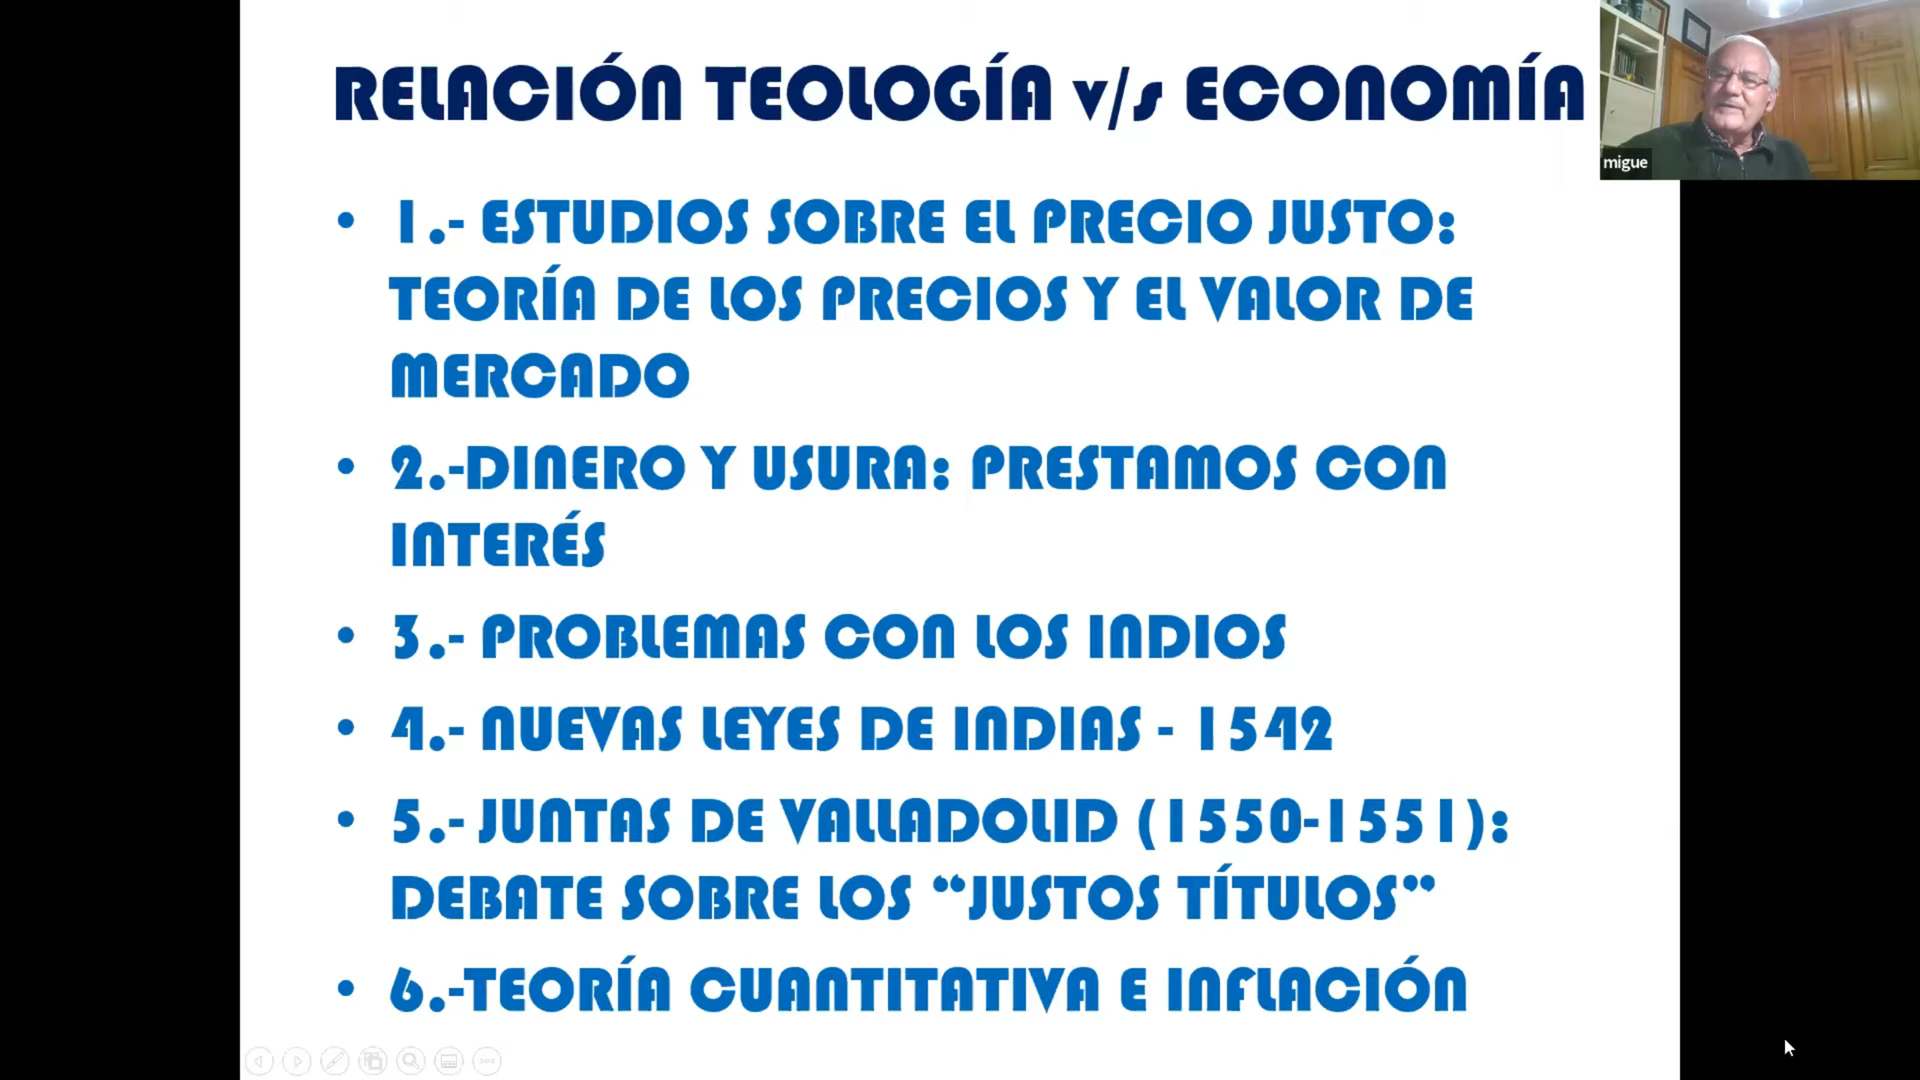 RELACIÓN TEOLOGÍA v/s ECONOMÍA
migue
• 1.- ESTUDIOS SOBRE EL PRECIO JUSTO:
TEORÍA DE LOS PRECIOS Y EL VALOR DE
MERCADO
• 2.-DINERO Y USURA: PRESTAMOS CON
INTERÉS
• 3.- PROBLEMAS CON LOS INDIOS
• 4.- NUEVAS LEYES DE INDIAS - 1542
• 5.- JUNTAS DE VALLADOLID (1550-1551):
DEBATE SOBRE LOS “JUSTOS TÍTULOS”
• 6.-TEORÍA CUANTITATIVA E INFLACIÓN